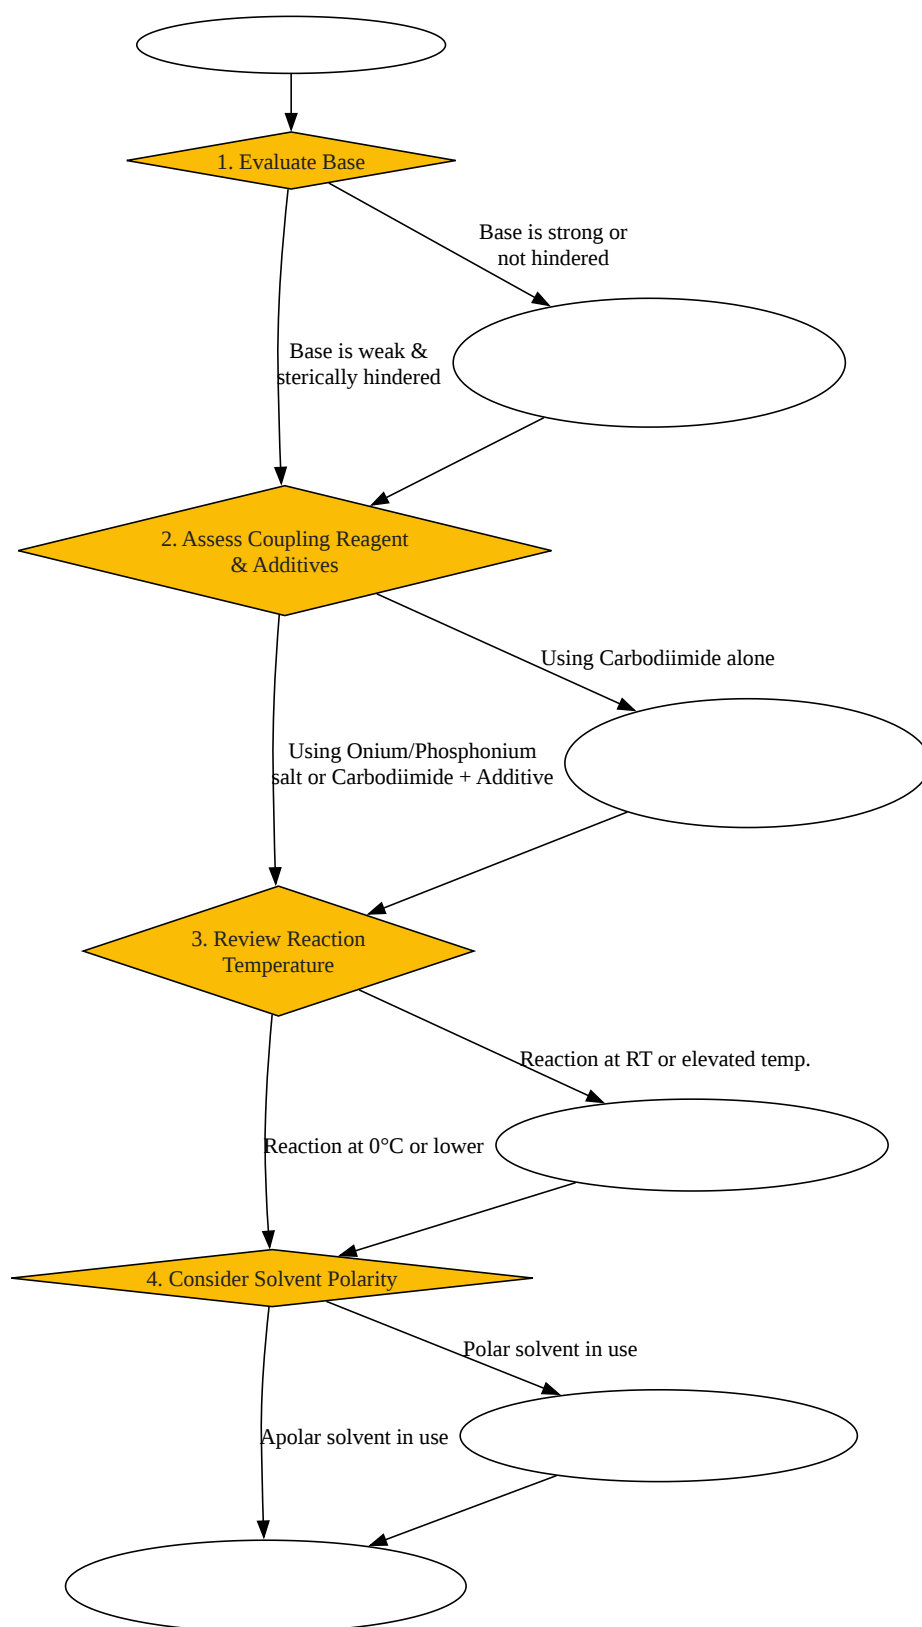 1. Evaluate Base
Base is strong or
not hindered
Base is weak &
sterically hindered
2. Assess Coupling Reagent
& Additives
Using Carbodiimide alone
Using Onium/Phosphonium
salt or Carbodiimide + Additive
3. Review Reaction
Temperature
Reaction at RT or elevated temp.
Reaction at 0°C or lower
4. Consider Solvent Polarity
Polar solvent in use
Apolar solvent in use